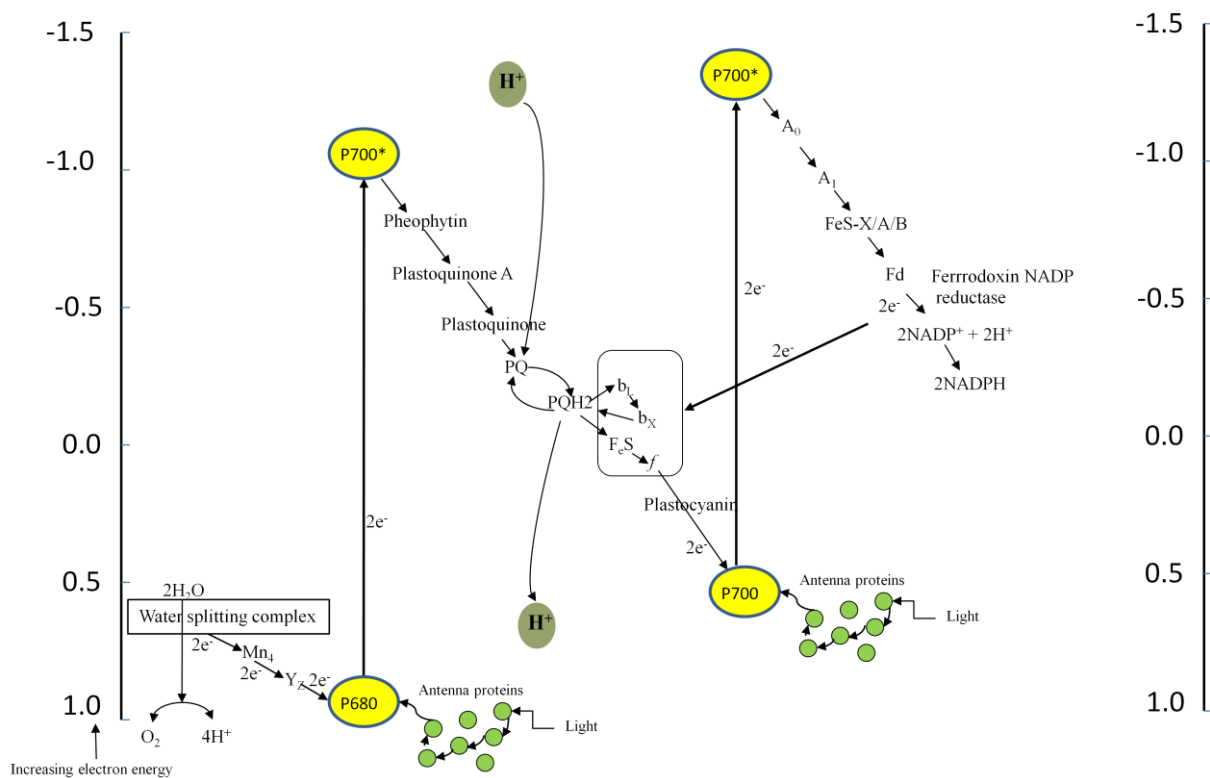 -1.5
-1.0
-0.5
0.0
0.5
1.0
Increasing electron energy
2H₂O
Water splitting complex
2e⁻
Mn₄
2e⁻
Y_Z
2e⁻
O₂
4H⁺
P680
2e⁻
P700*
Pheophytin
Plastoquinone A
Plastoquinone
PQ
PQH2
H⁺
H⁺
b_L
b_X
FₑS
f
Plastocyanin
2e⁻
Antenna proteins
Light
P700
2e⁻
P700*
A₀
A₁
FeS-X/A/B
Fd
Ferrrodoxin NADP
reductase
2e⁻
2e⁻
2NADP⁺ + 2H⁺
2NADPH
Antenna proteins
Light
-1.5
-1.0
-0.5
0.0
0.5
1.0